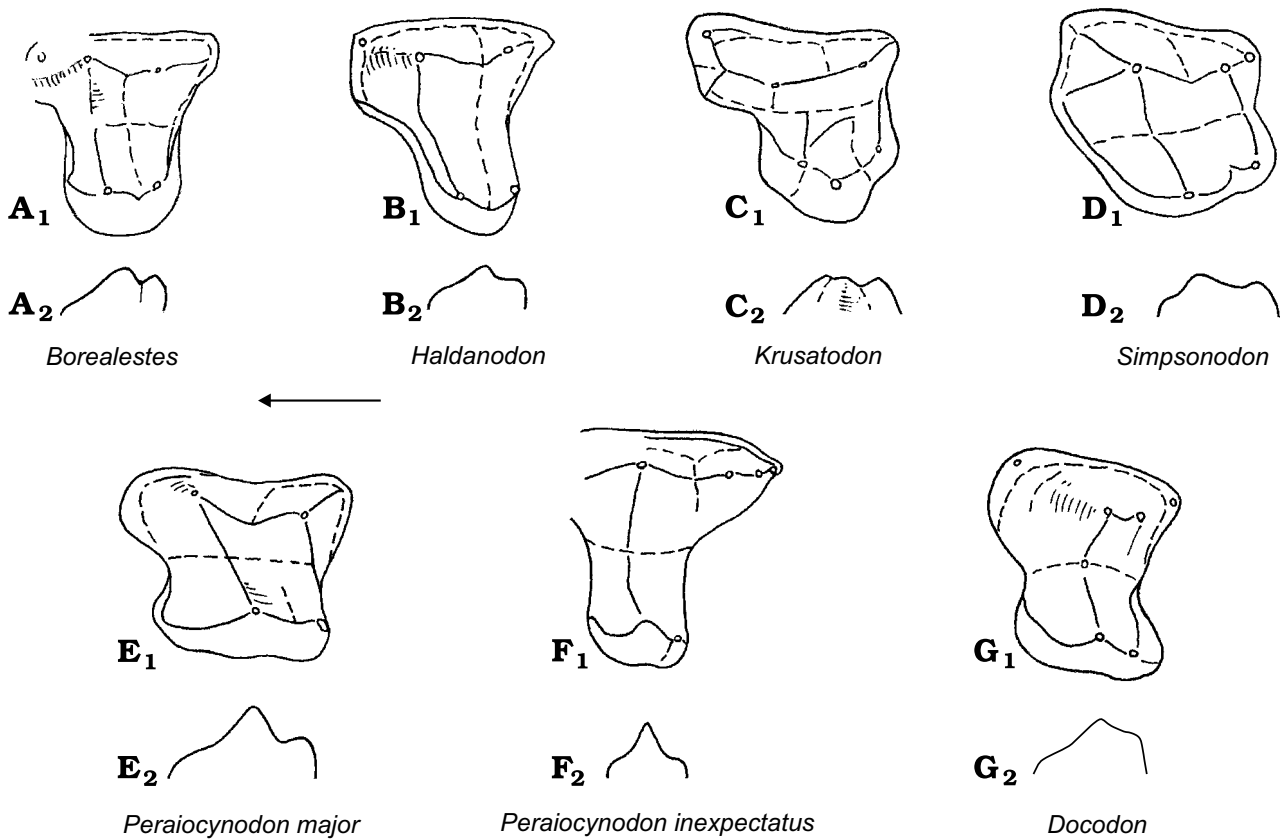 A₁ B₁ C₁ D₁
A₂ B₂ C₂ D₂
Borealestes Haldanodon Krusatodon Simpsonodon
E₁ F₁ G₁
E₂ F₂ G₂
Peraiocynodon major Peraiocynodon inexpectatus Docodon